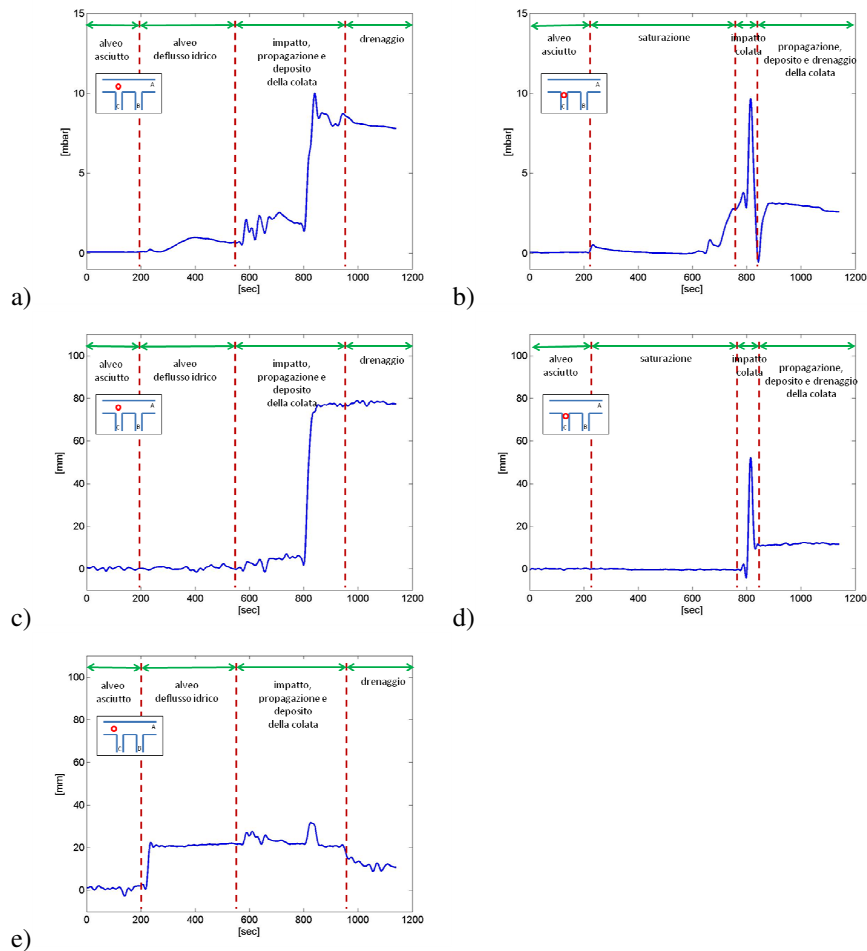 15
alveo
asciutto
alveo
deflusso idrico
impatto,
propagazione e
deposito
della colata
drenaggio
A
C B
10
[mbar]
5
0
0 200 400 600 800 1000 1200
[sec]
a)
15
alveo
asciutto
saturazione
impatto
colata
propagazione,
deposito e drenaggio
della colata
A
C B
10
[mbar]
5
0
0 200 400 600 800 1000 1200
[sec]
b)
100
alveo
asciutto
alveo
deflusso idrico
impatto,
propagazione e
deposito
della colata
drenaggio
A
C B
80
60
[mm]
40
20
0
0 200 400 600 800 1000 1200
[sec]
c)
100
alveo
asciutto
saturazione
impatto
colata
propagazione,
deposito e drenaggio
della colata
A
C B
80
60
[mm]
40
20
0
0 200 400 600 800 1000 1200
[sec]
d)
100
alveo
asciutto
alveo
deflusso idrico
impatto,
propagazione e
deposito
della colata
drenaggio
A
C
80
60
[mm]
40
20
0
0 200 400 600 800 1000 1200
[sec]
e)